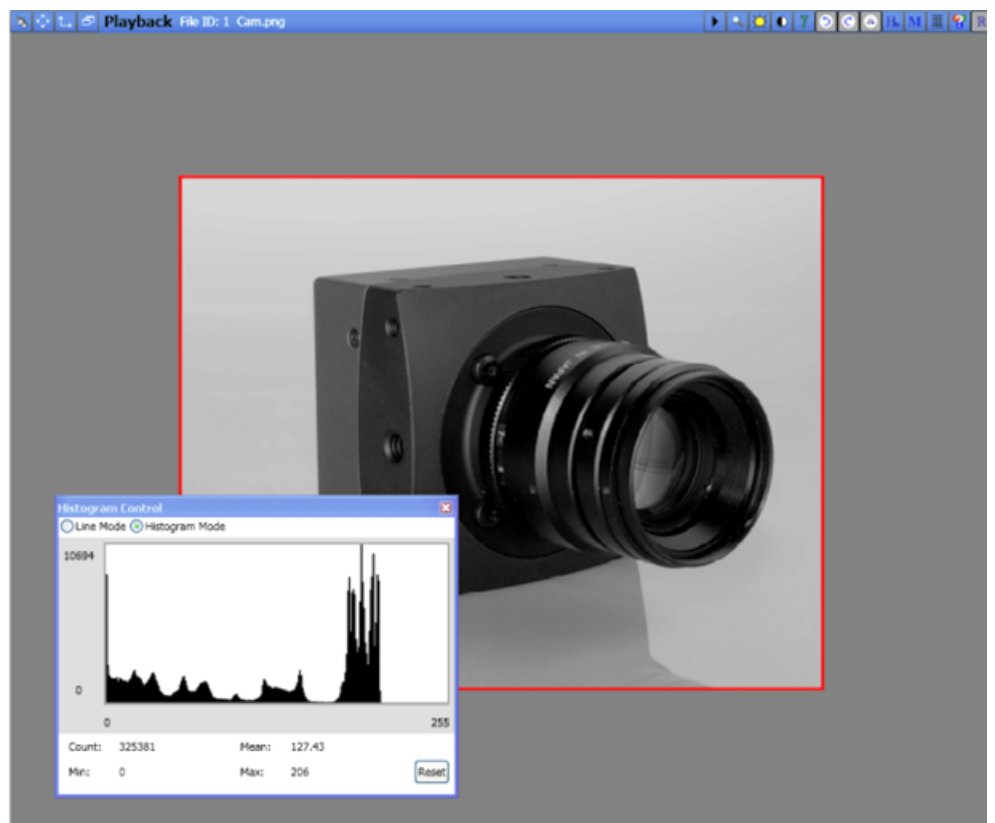 Playback File ID: 1 Cam.png
H M R
JAPAN
Histogram Control
Line Mode Histogram Mode
10694
0
0 255
Count: 325381 Mean: 127.43
Min: 0 Max: 206 Reset